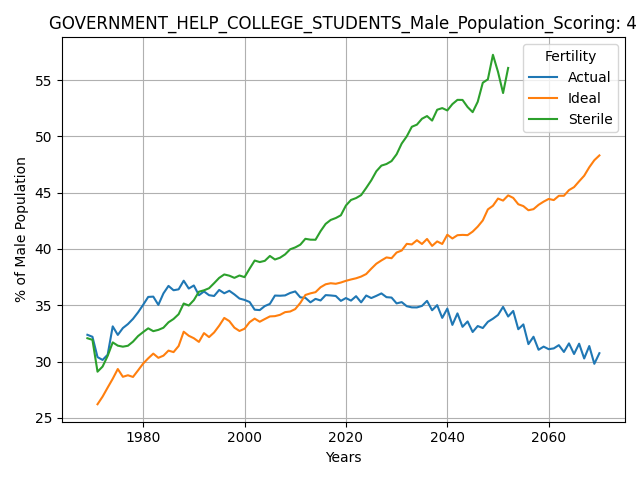 GOVERNMENT_HELP_COLLEGE_STUDENTS_Male_Population_Scoring: 4
Fertility
Actual
Ideal
Sterile
% of Male Population
55
50
45
40
35
30
25
1980
2000
2020
2040
2060
Years